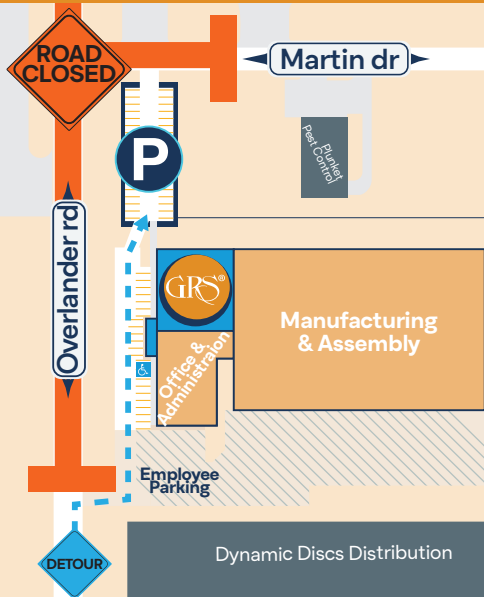 ROAD
CLOSED
Martin dr
P
Plunket
Pest Control
Overlander rd
GRS®
Manufacturing
& Assembly
Office &
Administraion
Employee
Parking
DETOUR
Dynamic Discs Distribution